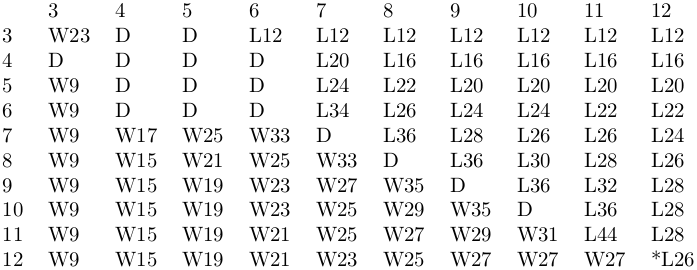 3 4 5 6 7 8 9 10 11 12
3 W23 D D L12 L12 L12 L12 L12 L12 L12
4 D D D D L20 L16 L16 L16 L16 L16
5 W9 D D D L24 L22 L20 L20 L20 L20
6 W9 D D D L34 L26 L24 L24 L22 L22
7 W9 W17 W25 W33 D L36 L28 L26 L26 L24
8 W9 W15 W21 W25 W33 D L36 L30 L28 L26
9 W9 W15 W19 W23 W27 W35 D L36 L32 L28
10 W9 W15 W19 W23 W25 W29 W35 D L36 L28
11 W9 W15 W19 W21 W25 W27 W29 W31 L44 L28
12 W9 W15 W19 W21 W23 W25 W27 W27 W27 *L26